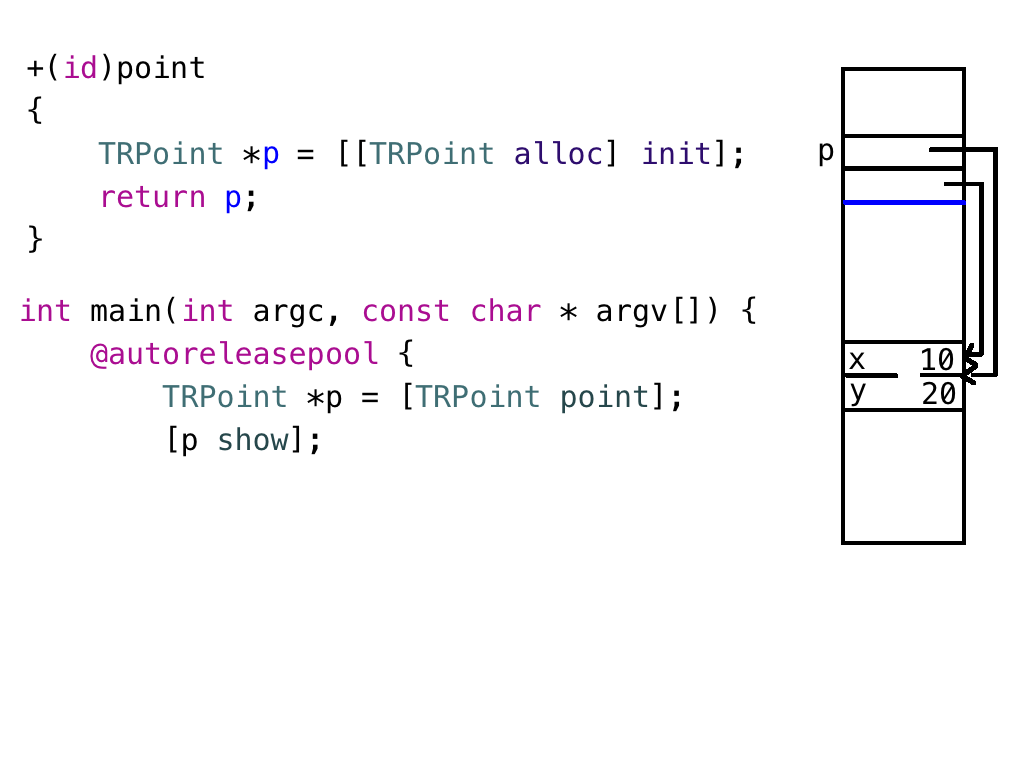 +(id)point
{
TRPoint *p = [[TRPoint alloc] init];
return p;
}
int main(int argc, const char * argv[]) {
@autoreleasepool {
TRPoint *p = [TRPoint point];
[p show];
p
x 10
y 20